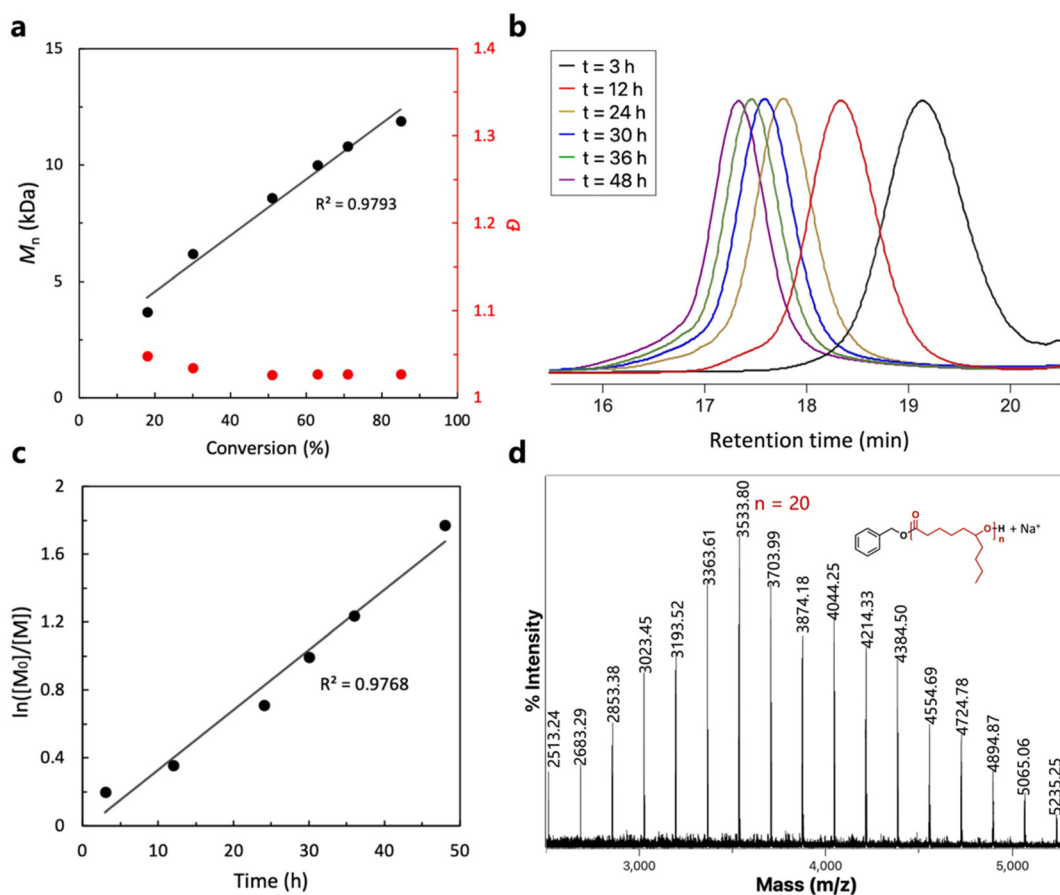 a
15
10
5
0
Mn (kDa)
R² = 0.9793
1.4
1.3
1.2
1.1
1
Đ
0 20 40 60 80 100
Conversion (%)
b
t = 3 h
t = 12 h
t = 24 h
t = 30 h
t = 36 h
t = 48 h
16 17 18 19 20
Retention time (min)
c
2
1.6
1.2
0.8
0.4
0
ln([M₀]/[M])
R² = 0.9768
0 10 20 30 40 50
Time (h)
d
n = 20
O
O
O
H + Na⁺
n
2513.24
2683.29
2853.38
3023.45
3193.52
3363.61
3533.80
3703.99
3874.18
4044.25
4214.33
4384.50
4554.69
4724.78
4894.87
5065.06
5235.25
% Intensity
3,000 4,000 5,000
Mass (m/z)